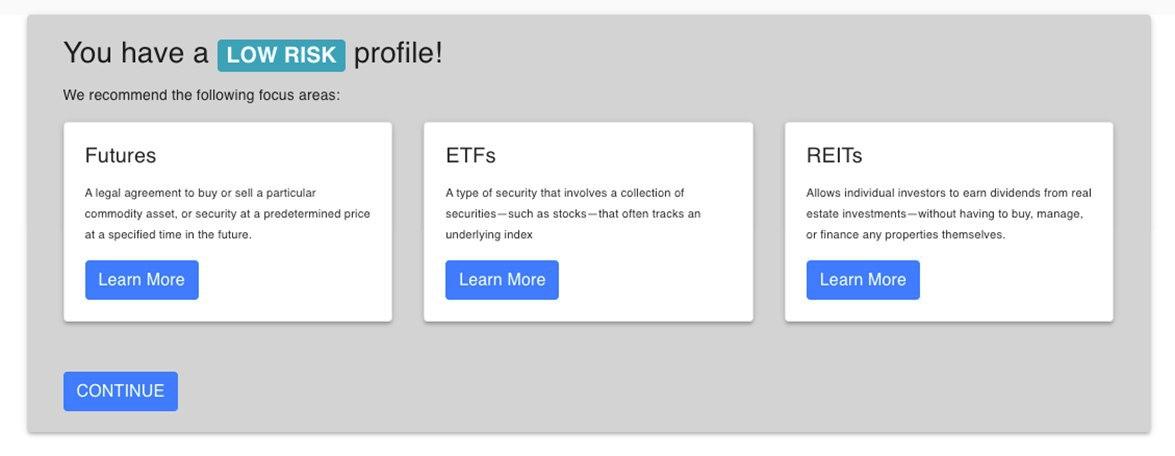 You have a LOW RISK profile!
We recommend the following focus areas:
Futures
A legal agreement to buy or sell a particular
commodity asset, or security at a predetermined price
at a specified time in the future.
Learn More
ETFs
A type of security that involves a collection of
securities—such as stocks—that often tracks an
underlying index
Learn More
REITs
Allows individual investors to earn dividends from real
estate investments—without having to buy, manage,
or finance any properties themselves.
Learn More
CONTINUE